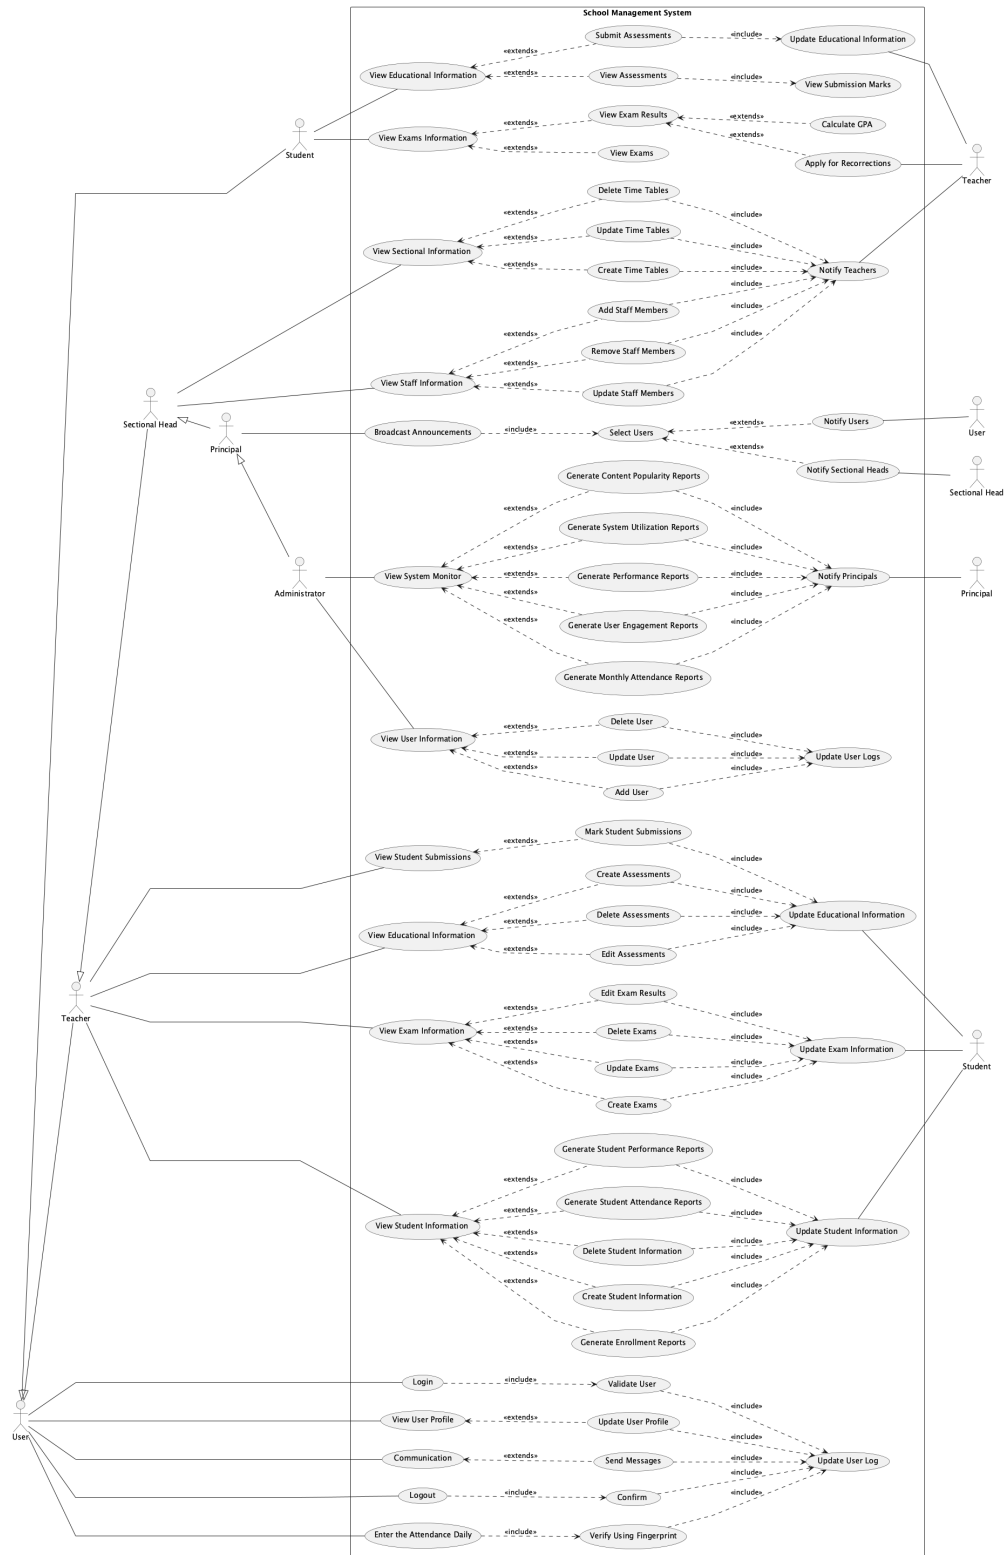 School Management System
Submit Assessments
«include»
Update Educational Information
«extends»
View Educational Information
«extends»
View Assessments
«include»
View Submission Marks
Student
View Exams Information
«extends»
View Exam Results
«extends»
Calculate GPA
«extends»
View Exams
«extends»
Apply for Recorrections
Teacher
Delete Time Tables
«extends»
«include»
View Sectional Information
«extends»
Update Time Tables
«include»
«extends»
Create Time Tables
«include»
Notify Teachers
Add Staff Members
«include»
«extends»
«include»
Remove Staff Members
«include»
View Staff Information
«extends»
«extends»
Update Staff Members
Sectional Head
Principal
Broadcast Announcements
«include»
Select Users
«extends»
Notify Users
User
«extends»
Notify Sectional Heads
Sectional Head
Generate Content Popularity Reports
«extends»
«include»
Generate System Utilization Reports
«extends»
«include»
Administrator
View System Monitor
«extends»
Generate Performance Reports
«include»
Notify Principals
Principal
«extends»
Generate User Engagement Reports
«include»
«extends»
«include»
Generate Monthly Attendance Reports
Delete User
«extends»
«include»
View User Information
«extends»
Update User
«include»
Update User Logs
«extends»
Add User
«include»
Mark Student Submissions
«extends»
«include»
View Student Submissions
Create Assessments
«extends»
«include»
View Educational Information
«extends»
Delete Assessments
«include»
Update Educational Information
«extends»
Edit Assessments
«include»
Teacher
Edit Exam Results
«extends»
«include»
View Exam Information
«extends»
Delete Exams
«include»
Update Exam Information
«extends»
Update Exams
«include»
«extends»
Create Exams
«include»
Student
Generate Student Performance Reports
«extends»
«include»
Generate Student Attendance Reports
«extends»
«include»
View Student Information
«extends»
Delete Student Information
«include»
Update Student Information
«extends»
Create Student Information
«include»
«extends»
Generate Enrollment Reports
«include»
User
Login
«include»
Validate User
«include»
View User Profile
«extends»
Update User Profile
«include»
Communication
«extends»
Send Messages
«include»
Update User Log
Logout
«include»
Confirm
«include»
Enter the Attendance Daily
«include»
Verify Using Fingerprint
«include»